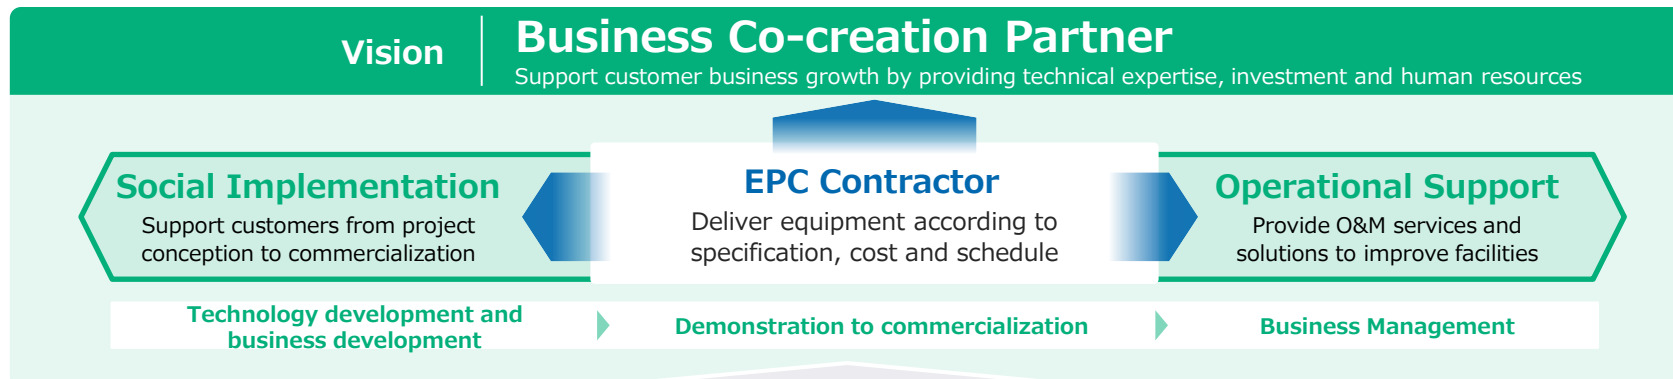 Vision
Business Co-creation Partner
Support customer business growth by providing technical expertise, investment and human resources
Social Implementation
Support customers from project
conception to commercialization
EPC Contractor
Deliver equipment according to
specification, cost and schedule
Operational Support
Provide O&M services and
solutions to improve facilities
Technology development and
business development
Demonstration to commercialization
Business Management